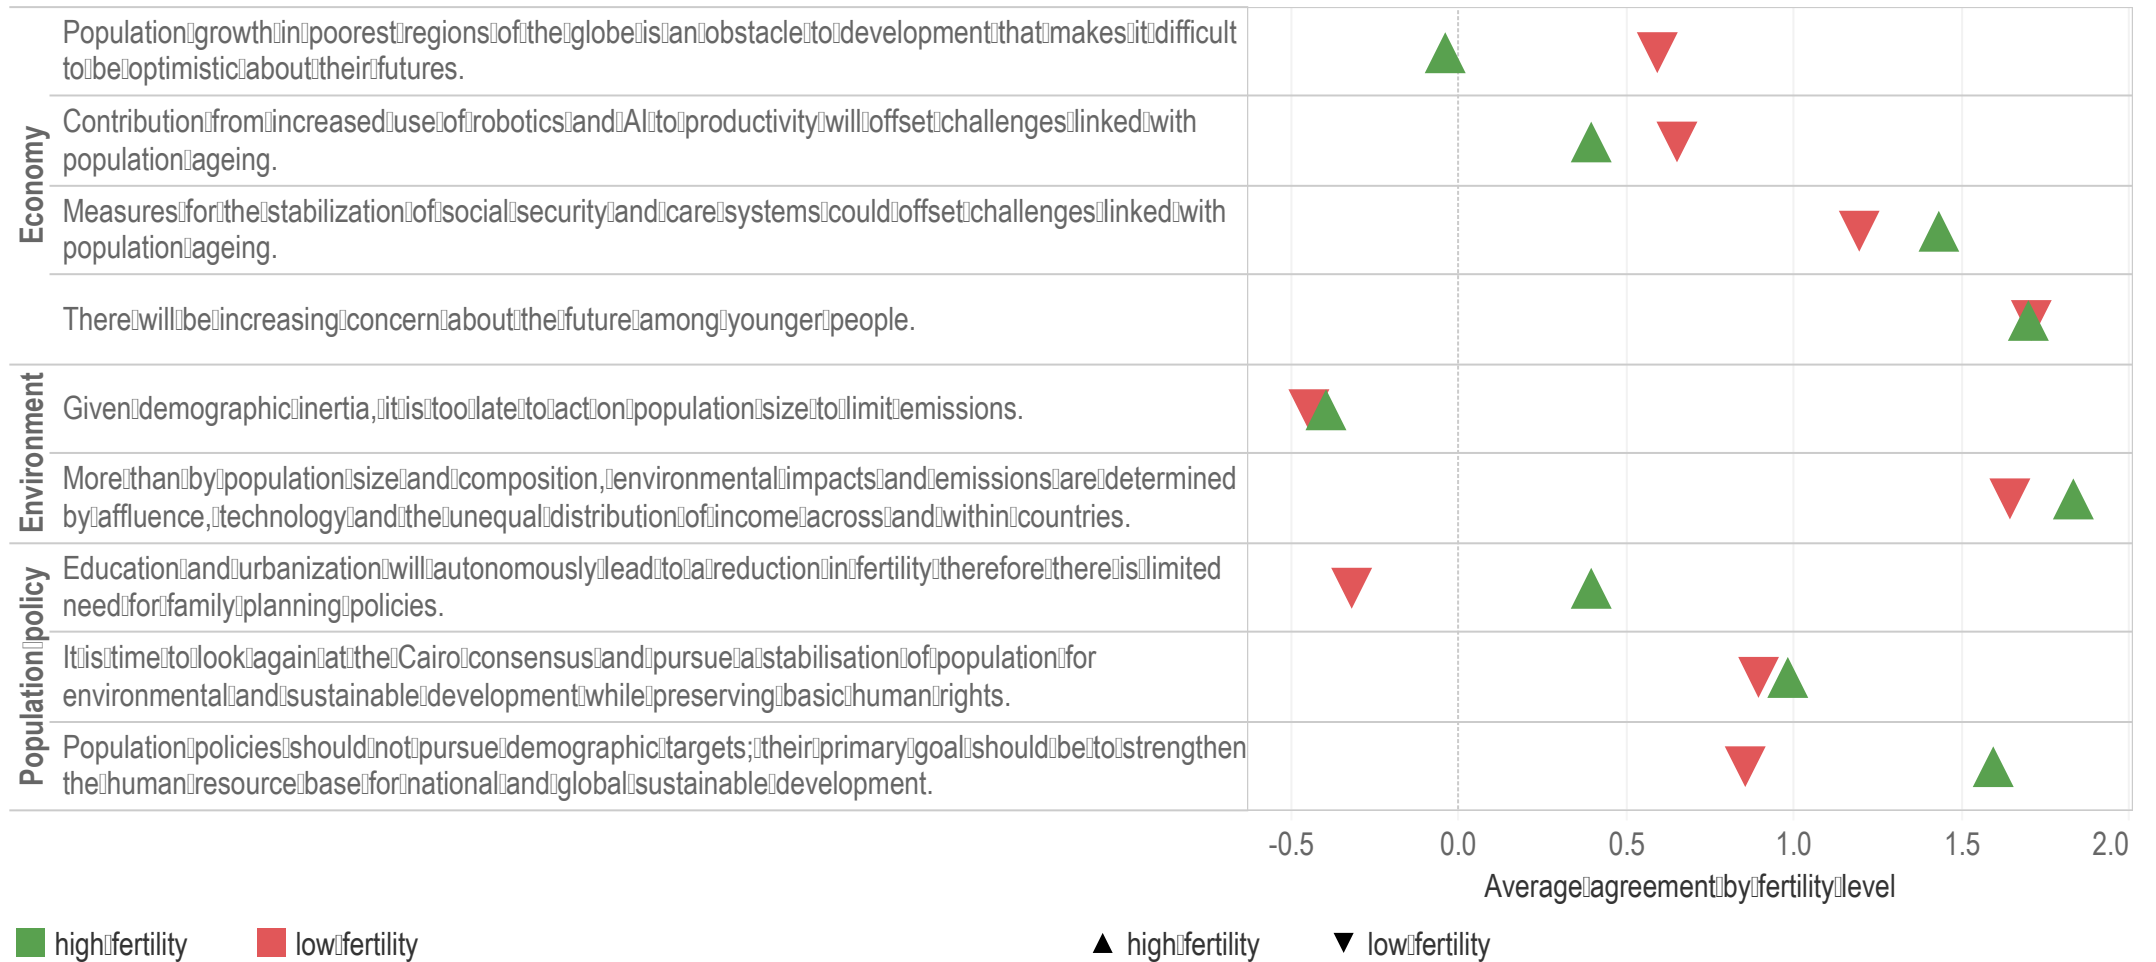 Economy
Population growth in poorest regions of the globe is an obstacle to development that makes it difficult
to be optimistic about their futures.
Contribution from increased use of robotics and AI to productivity will offset challenges linked with
population ageing.
Measures for the stabilization of social security and care systems could offset challenges linked with
population ageing.
There will be increasing concern about the future among younger people.
Environment
Given demographic inertia, it is too late to act on population size to limit emissions.
More than by population size and composition, environmental impacts and emissions are determined
by affluence, technology and the unequal distribution of income across and within countries.
Population policy
Education and urbanization will autonomously lead to a reduction in fertility therefore there is limited
need for family planning policies.
It is time to look again at the Cairo consensus and pursue a stabilisation of population for
environmental and sustainable development while preserving basic human rights.
Population policies should not pursue demographic targets; their primary goal should be to strengthen
the human resource base for national and global sustainable development.
-0.5 0.0 0.5 1.0 1.5 2.0
Average agreement by fertility level
high fertility low fertility high fertility low fertility